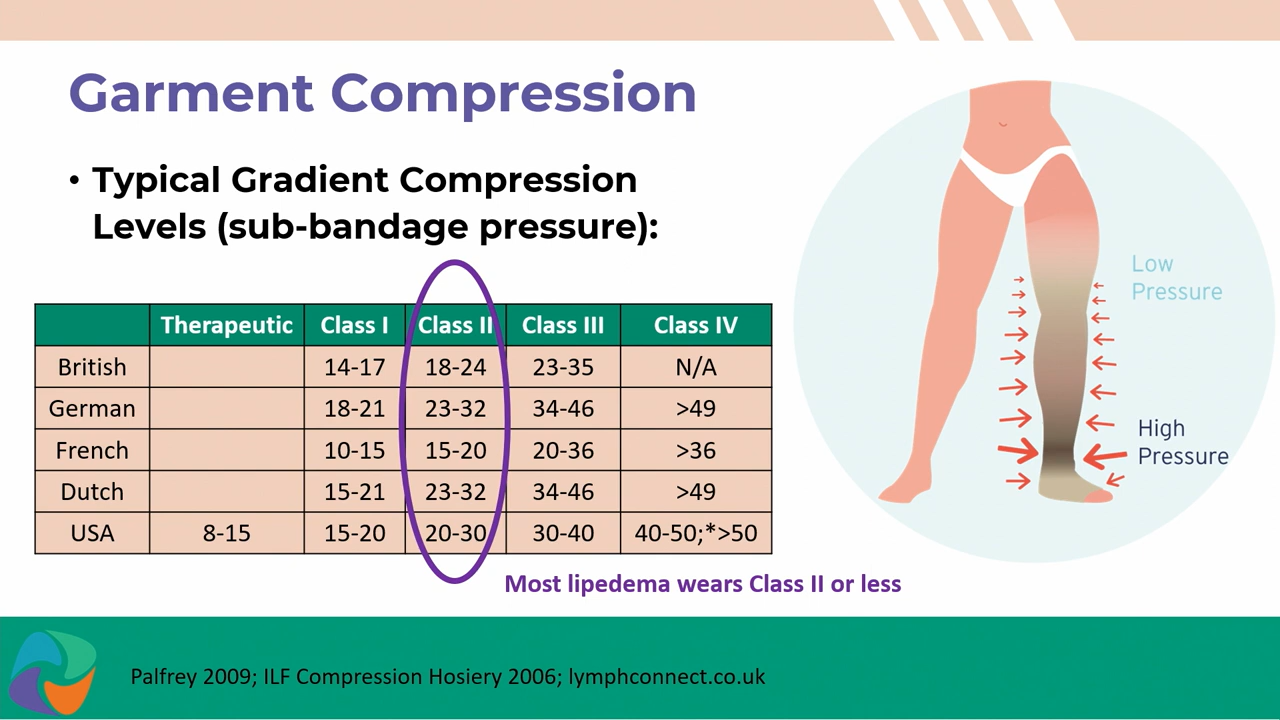 Garment Compression
• Typical Gradient Compression
Levels (sub-bandage pressure):
Therapeutic Class I Class II Class III Class IV
British 14-17 18-24 23-35 N/A
German 18-21 23-32 34-46 >49
French 10-15 15-20 20-36 >36
Dutch 15-21 23-32 34-46 >49
USA 8-15 15-20 20-30 30-40 40-50;*>50
Most lipedema wears Class II or less
Low
Pressure
High
Pressure
Palfrey 2009; ILF Compression Hosiery 2006; lymphconnect.co.uk